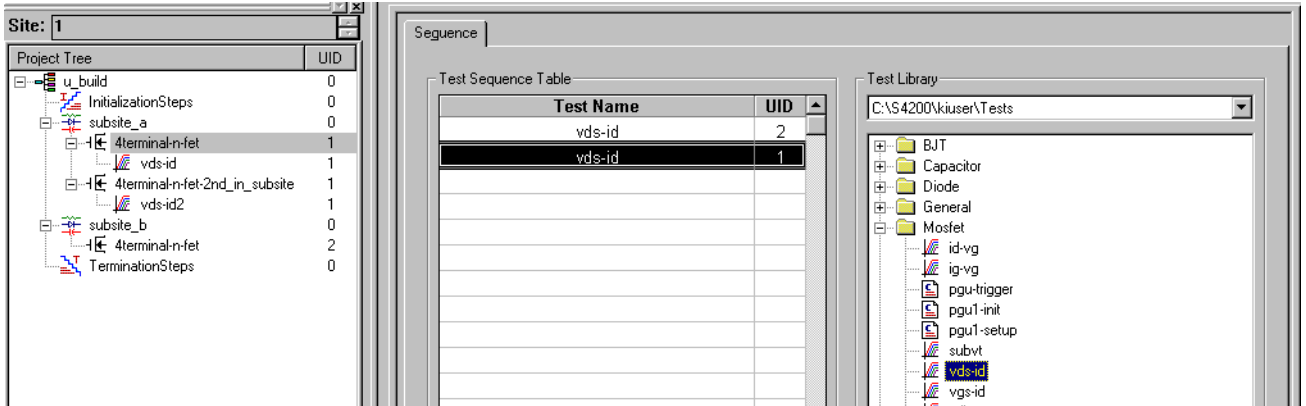 Site: 1
Project Tree UID
u_build 0
InitializationSteps 0
subsite_a 0
4terminal-n-fet 1
vds-id 1
4terminal-n-fet-2nd_in_subsite 1
vds-id2 1
subsite_b 0
4terminal-n-fet 2
TerminationSteps 0
Sequence
Test Sequence Table
Test Name UID
vds-id 2
vds-id 1
Test Library
C:\S4200\kiuser\Tests
BJT
Capacitor
Diode
General
Mosfet
id-vg
ig-vg
pgu-trigger
pgu1-init
pgu1-setup
subvt
vds-id
vgs-id